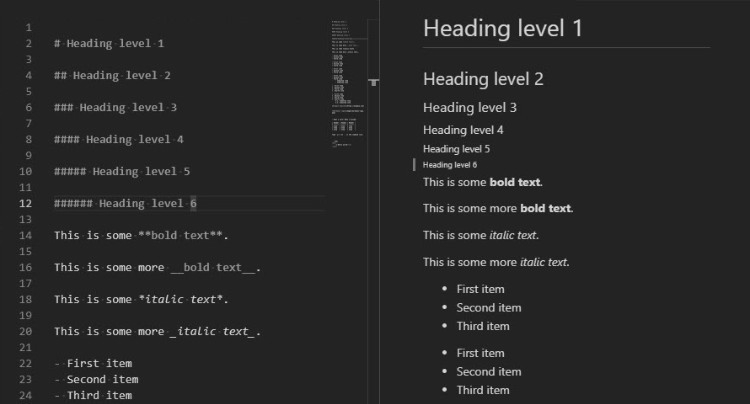 1
2 # Heading level 1
3
4 ## Heading level 2
5
6 ### Heading level 3
7
8 #### Heading level 4
9
10 ##### Heading level 5
11
12 ###### Heading level 6
13
14 This is some **bold text**.
15
16 This is some more __bold text__.
17
18 This is some *italic text*.
19
20 This is some more _italic text_.
21
22 - First item
23 - Second item
24 - Third item
Heading level 1
Heading level 2
Heading level 3
Heading level 4
Heading level 5
Heading level 6
This is some bold text.
This is some more bold text.
This is some italic text.
This is some more italic text.
• First item
• Second item
• Third item
• First item
• Second item
• Third item